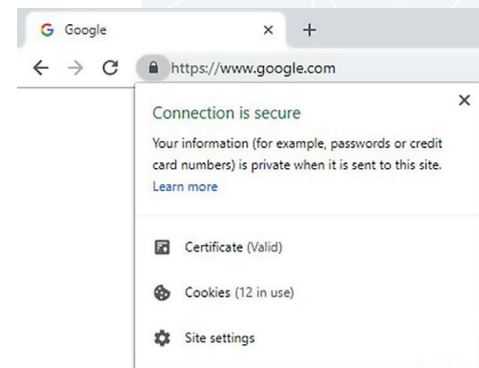 Google
https://www.google.com
Connection is secure
Your information (for example, passwords or credit
card numbers) is private when it is sent to this site.
Learn more
Certificate (Valid)
Cookies (12 in use)
Site settings